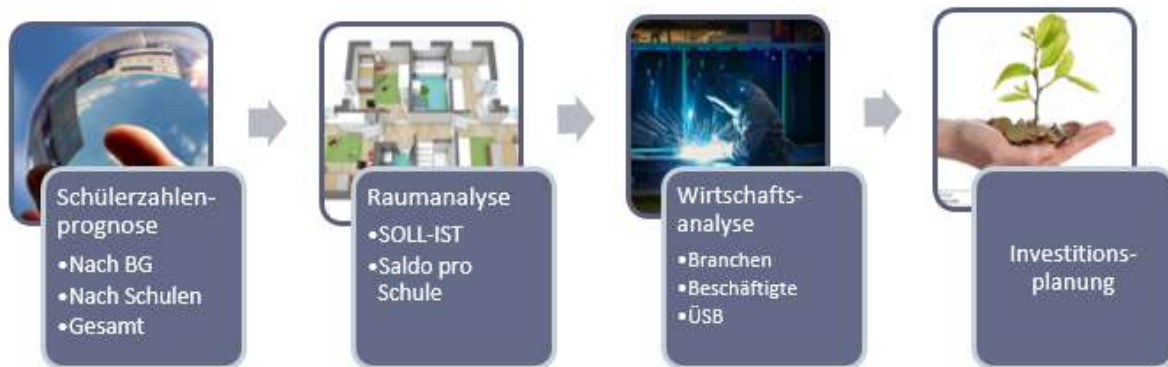 Schülerzahlen-
prognose
•Nach BG
•Nach Schulen
•Gesamt
Raumanalyse
•SOLL-IST
•Saldo pro
Schule
Wirtschafts-
analyse
•Branchen
•Beschäftigte
•ÜSB
Investitions-
planung